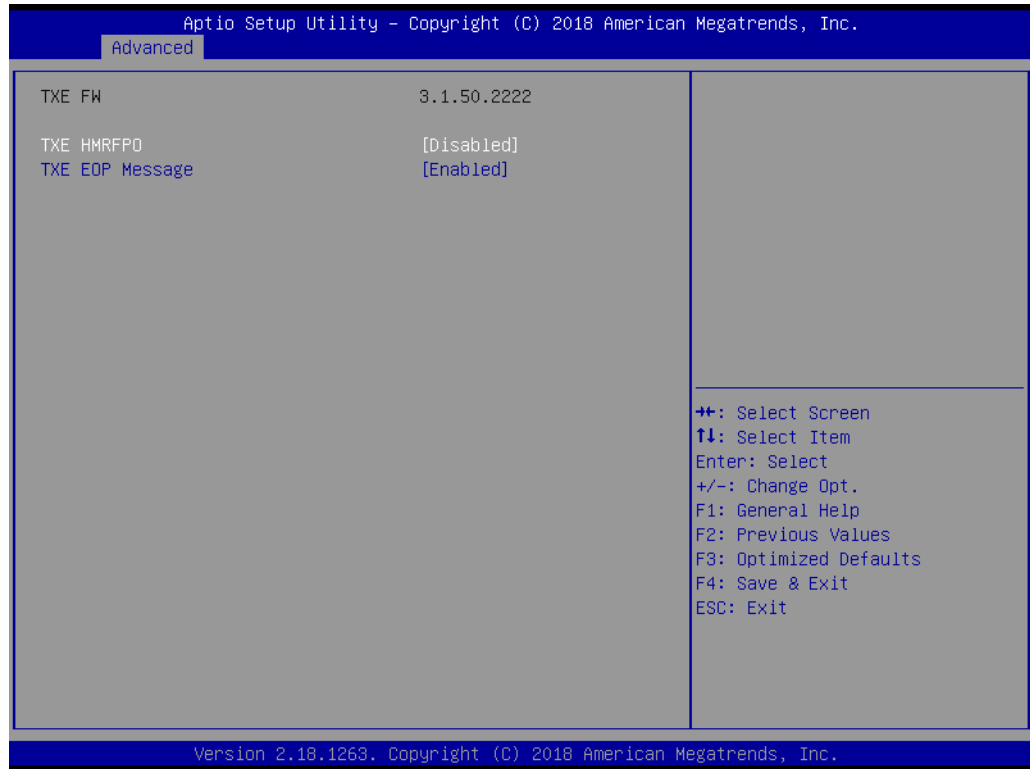 Aptio Setup Utility – Copyright (C) 2018 American Megatrends, Inc.
Advanced
TXE FW 3.1.50.2222
TXE HMRFPO [Disabled]
TXE EOP Message [Enabled]
→←: Select Screen
↑↓: Select Item
Enter: Select
+/-: Change Opt.
F1: General Help
F2: Previous Values
F3: Optimized Defaults
F4: Save & Exit
ESC: Exit
Version 2.18.1263. Copyright (C) 2018 American Megatrends, Inc.